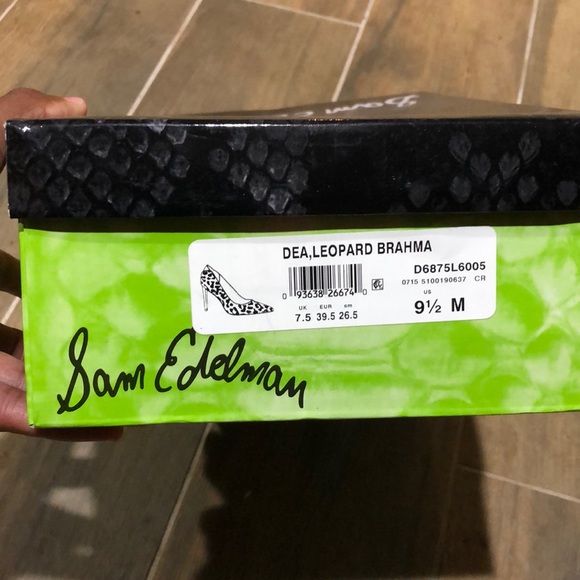 Sam
DEA,LEOPARD BRAHMA
D6875L6005
0715 5100190637 CR
0 93638 26674 0
UK EUR cm
7.5 39.5 26.5
US
9½ M
Sam Edelman